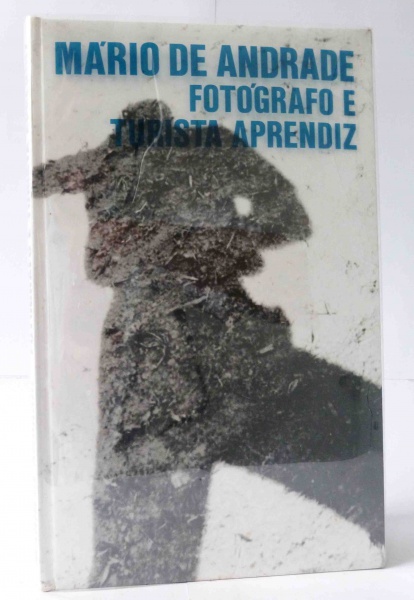 MÁRIO DE ANDRADE
FOTÓGRAFO E
TURISTA APRENDIZ